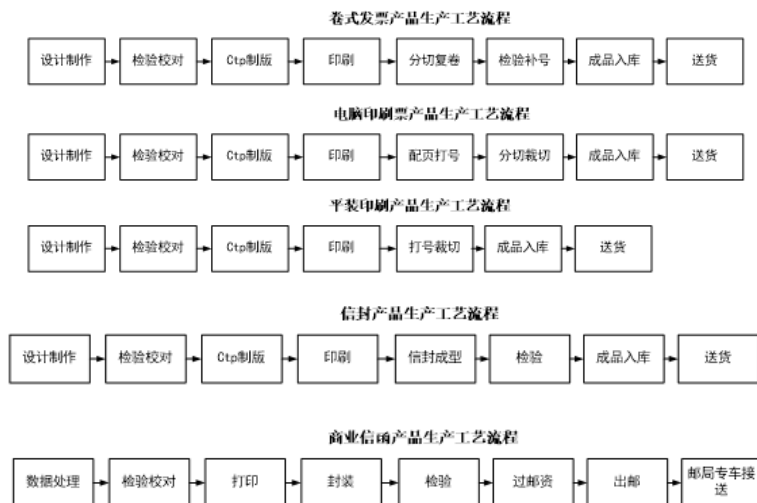 卷式发票产品生产工艺流程
设计制作 检验校对 Ctp制版 印刷 分切复卷 检验补号 成品入库 送货
电脑印刷票产品生产工艺流程
设计制作 检验校对 Ctp制版 印刷 配页打号 分切裁切 成品入库 送货
平装印刷产品生产工艺流程
设计制作 检验校对 Ctp制版 印刷 打号裁切 成品入库 送货
信封产品生产工艺流程
设计制作 检验校对 Ctp制版 印刷 信封成型 检验 成品入库 送货
商业信函产品生产工艺流程
数据处理 检验校对 打印 封装 检验 过邮资 出邮 邮局专车接
送